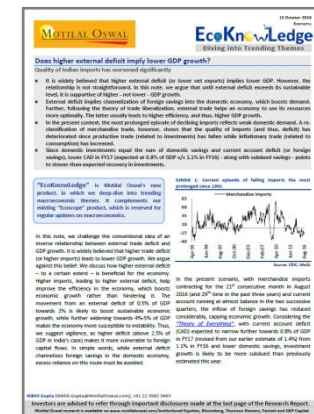 19 October 2016
Economy
MOTILAL OSWAL
EcoKnowLedge
Diving into Trending Themes
Does higher external deficit imply lower GDP growth?
Quality of Indian imports has worsened significantly
It is widely believed that higher external deficit (or lower net exports) implies lower GDP growth. However, the
relationship is not straightforward. In this note, we argue that until external deficit exceeds its sustainable
level, it is supportive of higher - not lower - GDP growth.
External deficit implies channelization of foreign savings into the domestic economy, which boosts demand.
Further, following the theory of trade liberalization, external trade helps an economy to use its resources
more optimally. The latter usually leads to higher efficiency, and thus, higher GDP growth.
In the present context, the most prolonged episode of declining imports reflects weak domestic demand. A re-
classification of merchandise trade, however, shows that the quality of imports (and thus, deficit) has
deteriorated since productive trade (related to investments) has fallen while inflationary trade (related to
consumption) has increased.
Since domestic investments equal the sum of domestic savings and current account deficit (or foreign
savings), lower CAD in FY17 (expected at 0.8% of GDP v/s 1.1% in FY16) - along with subdued savings - points
to slower than expected recovery in investments.
"EcoKnowLedge" is Motilal Oswal's new
product, in which we deep-dive into trending
macroeconomic themes. It complements our
existing "Ecoscope" product, which is reserved for
regular updates on macroeconomics.
In this note, we challenge the conventional idea of an
inverse relationship between external trade deficit and
GDP growth. It is widely believed that higher trade deficit
(or higher imports) leads to lower GDP growth. We argue
against this belief. We discuss how higher external deficit
– to a certain extent – is beneficial for the economy.
Higher imports, leading to higher external deficit, help
improve the efficiency in the economy, which boosts
economic growth rather than hindering it. The
movement from an external deficit of 0.5% of GDP
towards 2% is likely to boost sustainable economic
growth, while further widening towards 4%-5% of GDP
makes the economy more susceptible to instability. Thus,
we suggest vigilance, as higher deficit (above 2.5% of
GDP in India's case) makes it more vulnerable to foreign
capital flows. In simple words, while external deficit
channelizes foreign savings in the domestic economy,
excess reliance on this route must be avoided.
Exhibit 1: Current episode of falling imports the most
prolonged since 1991
Merchandise imports
Source: CEIC, MoSL
In the present scenario, with merchandise imports
contracting for the 21st consecutive month in August
2016 (and 25th time in the past three years) and current
account running at almost balance in the two successive
quarters, the inflow of foreign savings has reduced
considerably, capping economic growth. Considering the
"Theory of Everything", with current account deficit
(CAD) expected to narrow further towards 0.8% of GDP
in FY17 (revised from our earlier estimate of 1.4%) from
1.1% in FY16 and lower domestic savings, investment
growth is likely to be more subdued than previously
estimated this year.
Nikhil Gupta (Nikhil.Gupta@MotilalOswal.com), +91 22 3982 5405
Investors are advised to refer through important disclosures made at the last page of the Research Report.